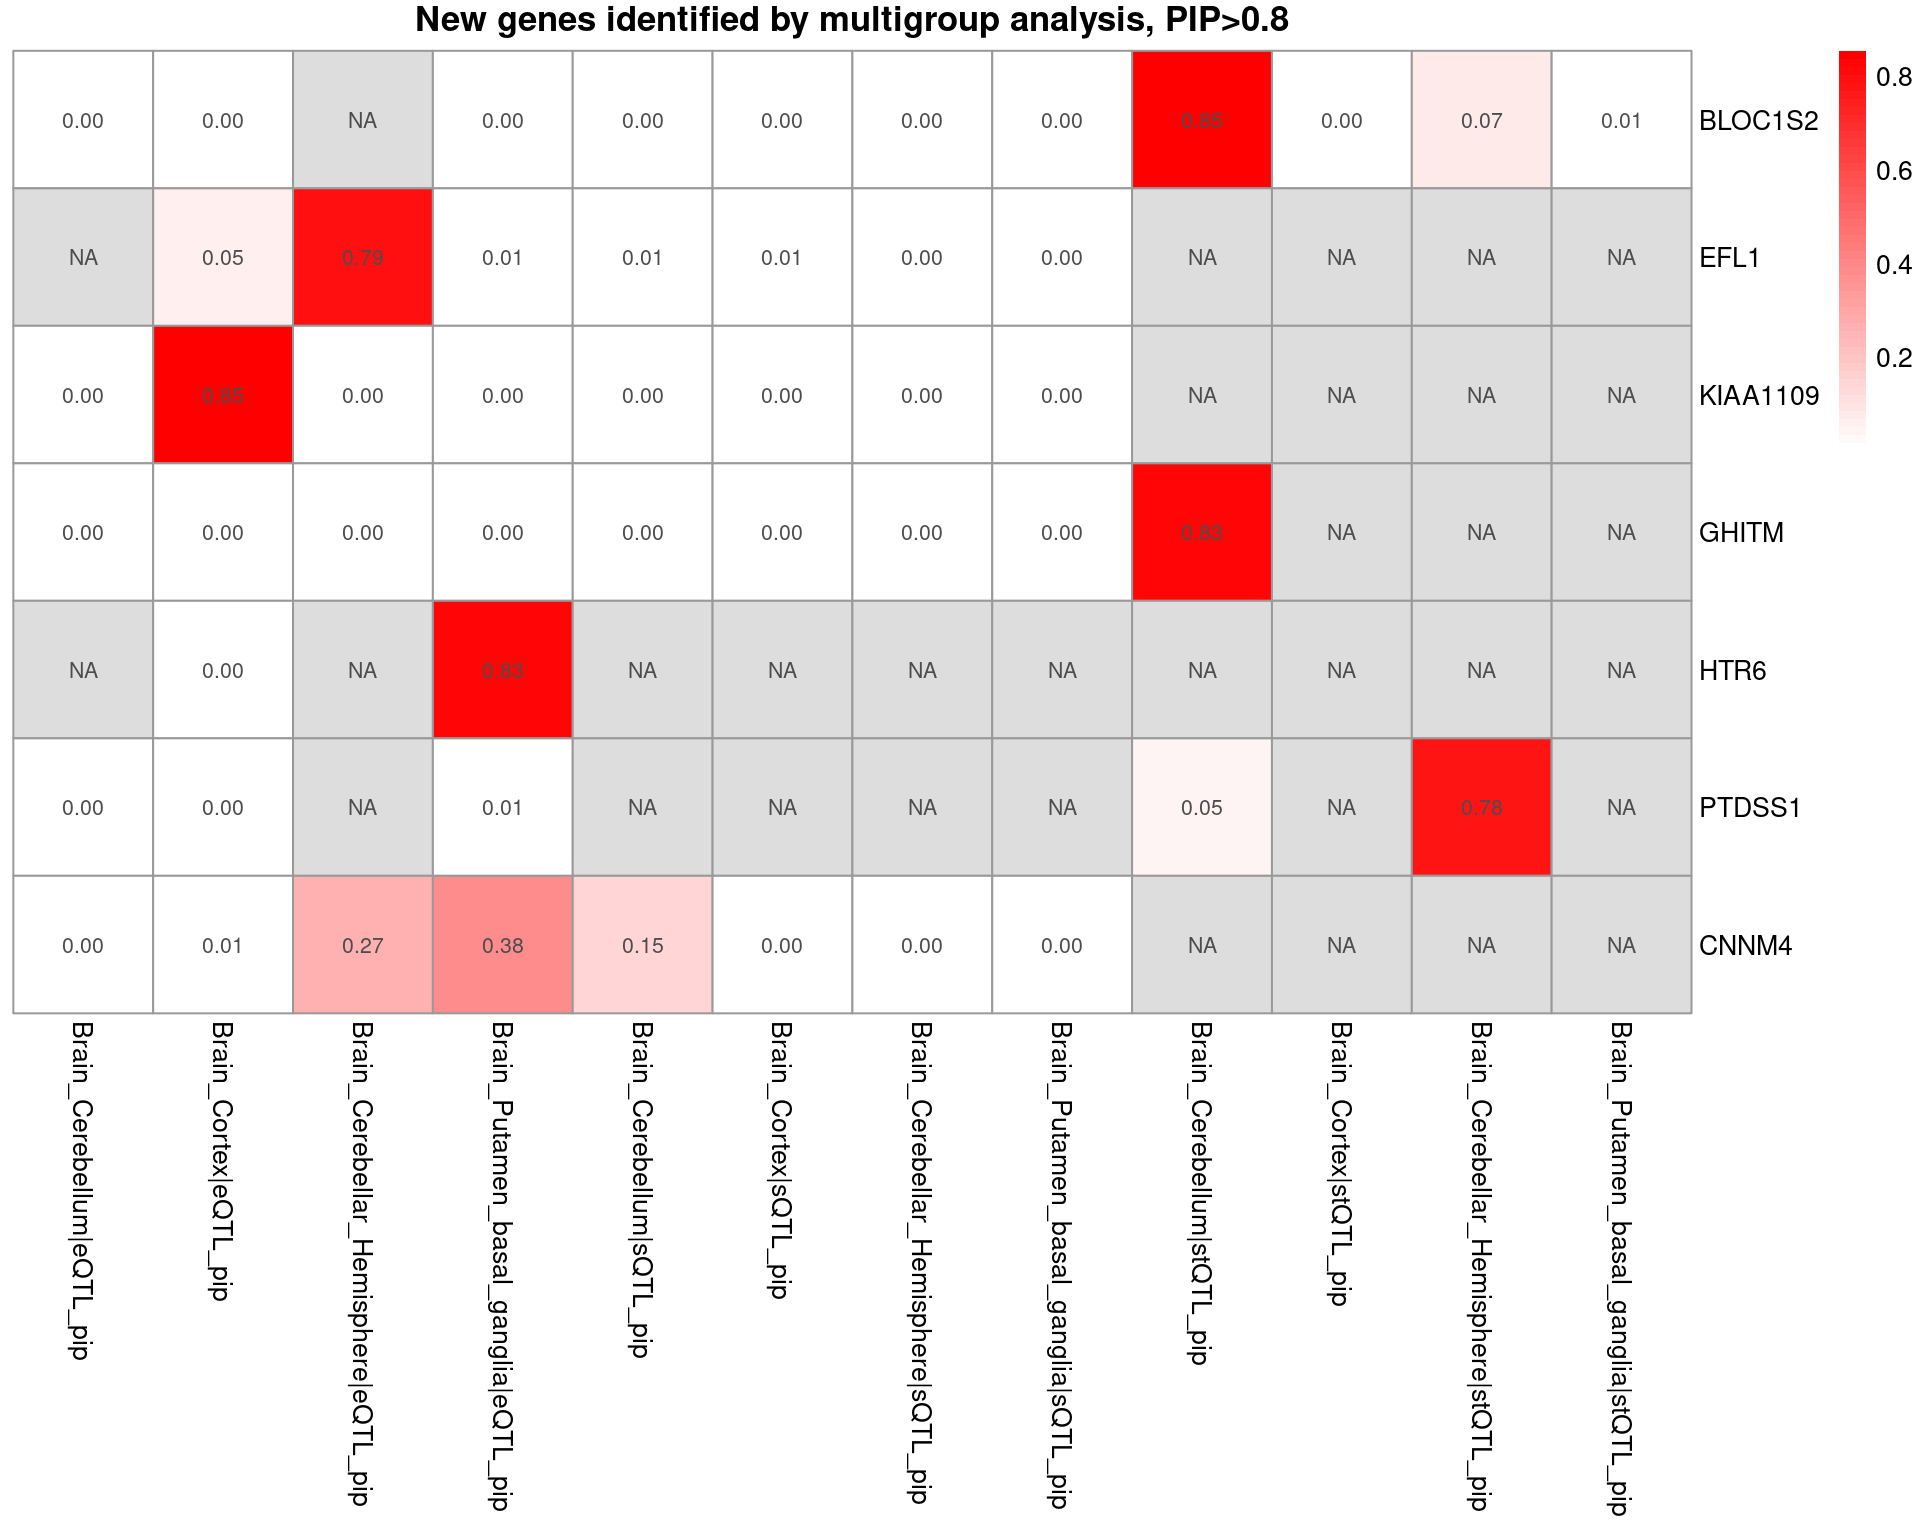 New genes identified by multigroup analysis, PIP>0.8
0.00 0.00 NA 0.00 0.00 0.00 0.00 0.00 0.85 0.00 0.07 0.01 BLOC1S2
NA 0.05 0.79 0.01 0.01 0.01 0.00 0.00 NA NA NA NA EFL1
0.00 0.85 0.00 0.00 0.00 0.00 0.00 0.00 NA NA NA NA KIAA1109
0.00 0.00 0.00 0.00 0.00 0.00 0.00 0.00 0.83 NA NA NA GHITM
NA 0.00 NA 0.83 NA NA NA NA NA NA NA NA HTR6
0.00 0.00 NA 0.01 NA NA NA NA 0.05 NA 0.78 NA PTDSS1
0.00 0.01 0.27 0.38 0.15 0.00 0.00 0.00 NA NA NA NA CNNM4
Brain_Cerebellum|eQTL_pip
Brain_Cortex|eQTL_pip
Brain_Cerebellar_Hemisphere|eQTL_pip
Brain_Putamen_basal_ganglia|eQTL_pip
Brain_Cerebellum|sQTL_pip
Brain_Cortex|sQTL_pip
Brain_Cerebellar_Hemisphere|sQTL_pip
Brain_Putamen_basal_ganglia|sQTL_pip
Brain_Cerebellum|stQTL_pip
Brain_Cortex|stQTL_pip
Brain_Cerebellar_Hemisphere|stQTL_pip
Brain_Putamen_basal_ganglia|stQTL_pip
0.8
0.6
0.4
0.2